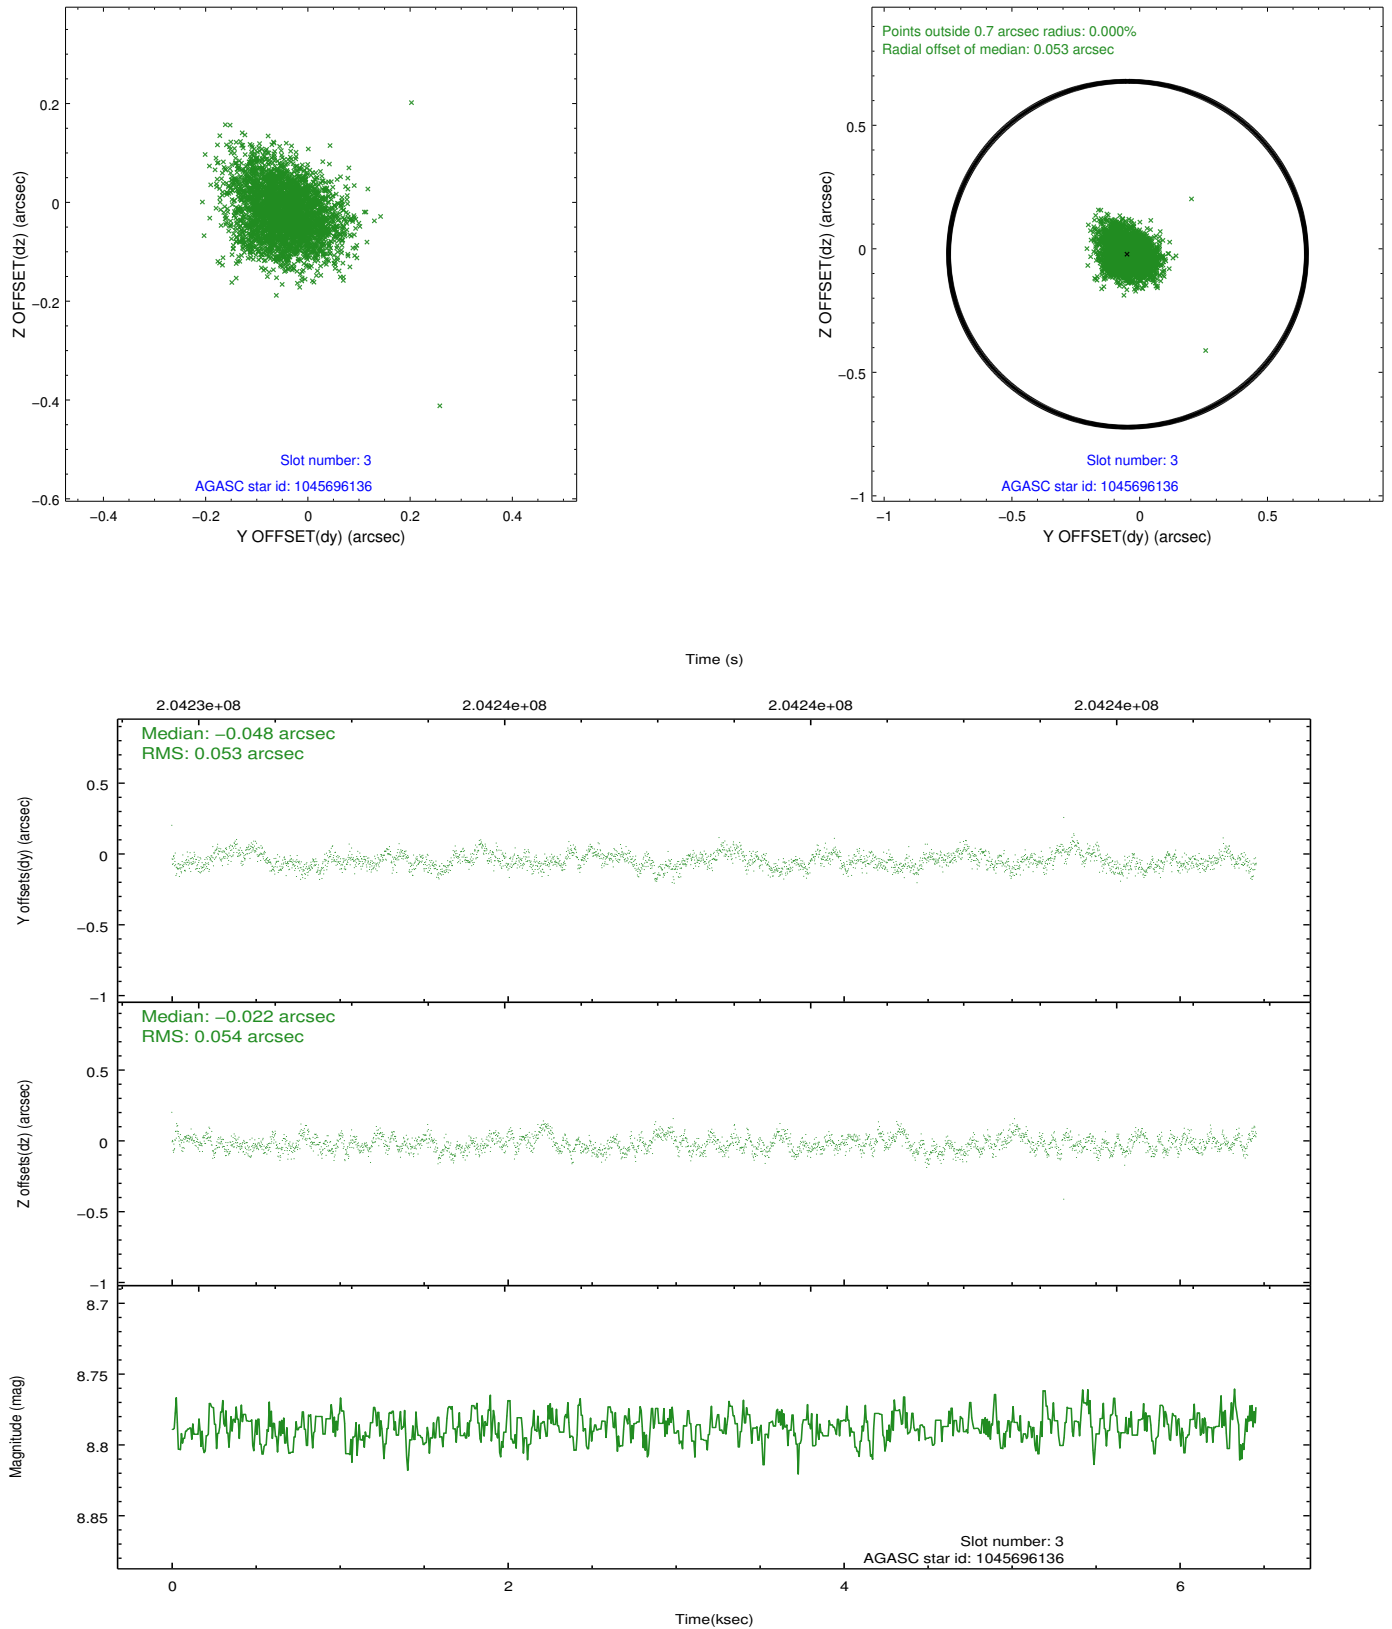 0.2
0
−0.2
−0.4
−0.6
Z OFFSET(dz) (arcsec)
Slot number: 3
AGASC star id: 1045696136
−0.4
−0.2
0
0.2
0.4
Y OFFSET(dy) (arcsec)
Points outside 0.7 arcsec radius: 0.000%
Radial offset of median: 0.053 arcsec
0.5
0
−0.5
−1
Z OFFSET(dz) (arcsec)
Slot number: 3
AGASC star id: 1045696136
−1
−0.5
0
0.5
Y OFFSET(dy) (arcsec)
Time (s)
2.0423e+08
2.0424e+08
2.0424e+08
2.0424e+08
Median: −0.048 arcsec
RMS: 0.053 arcsec
0.5
0
−0.5
−1
Y offsets(dy) (arcsec)
Median: −0.022 arcsec
RMS: 0.054 arcsec
0.5
0
−0.5
−1
Z offsets(dz) (arcsec)
8.7
8.75
8.8
8.85
Magnitude (mag)
Slot number: 3
AGASC star id: 1045696136
0
2
4
6
Time(ksec)